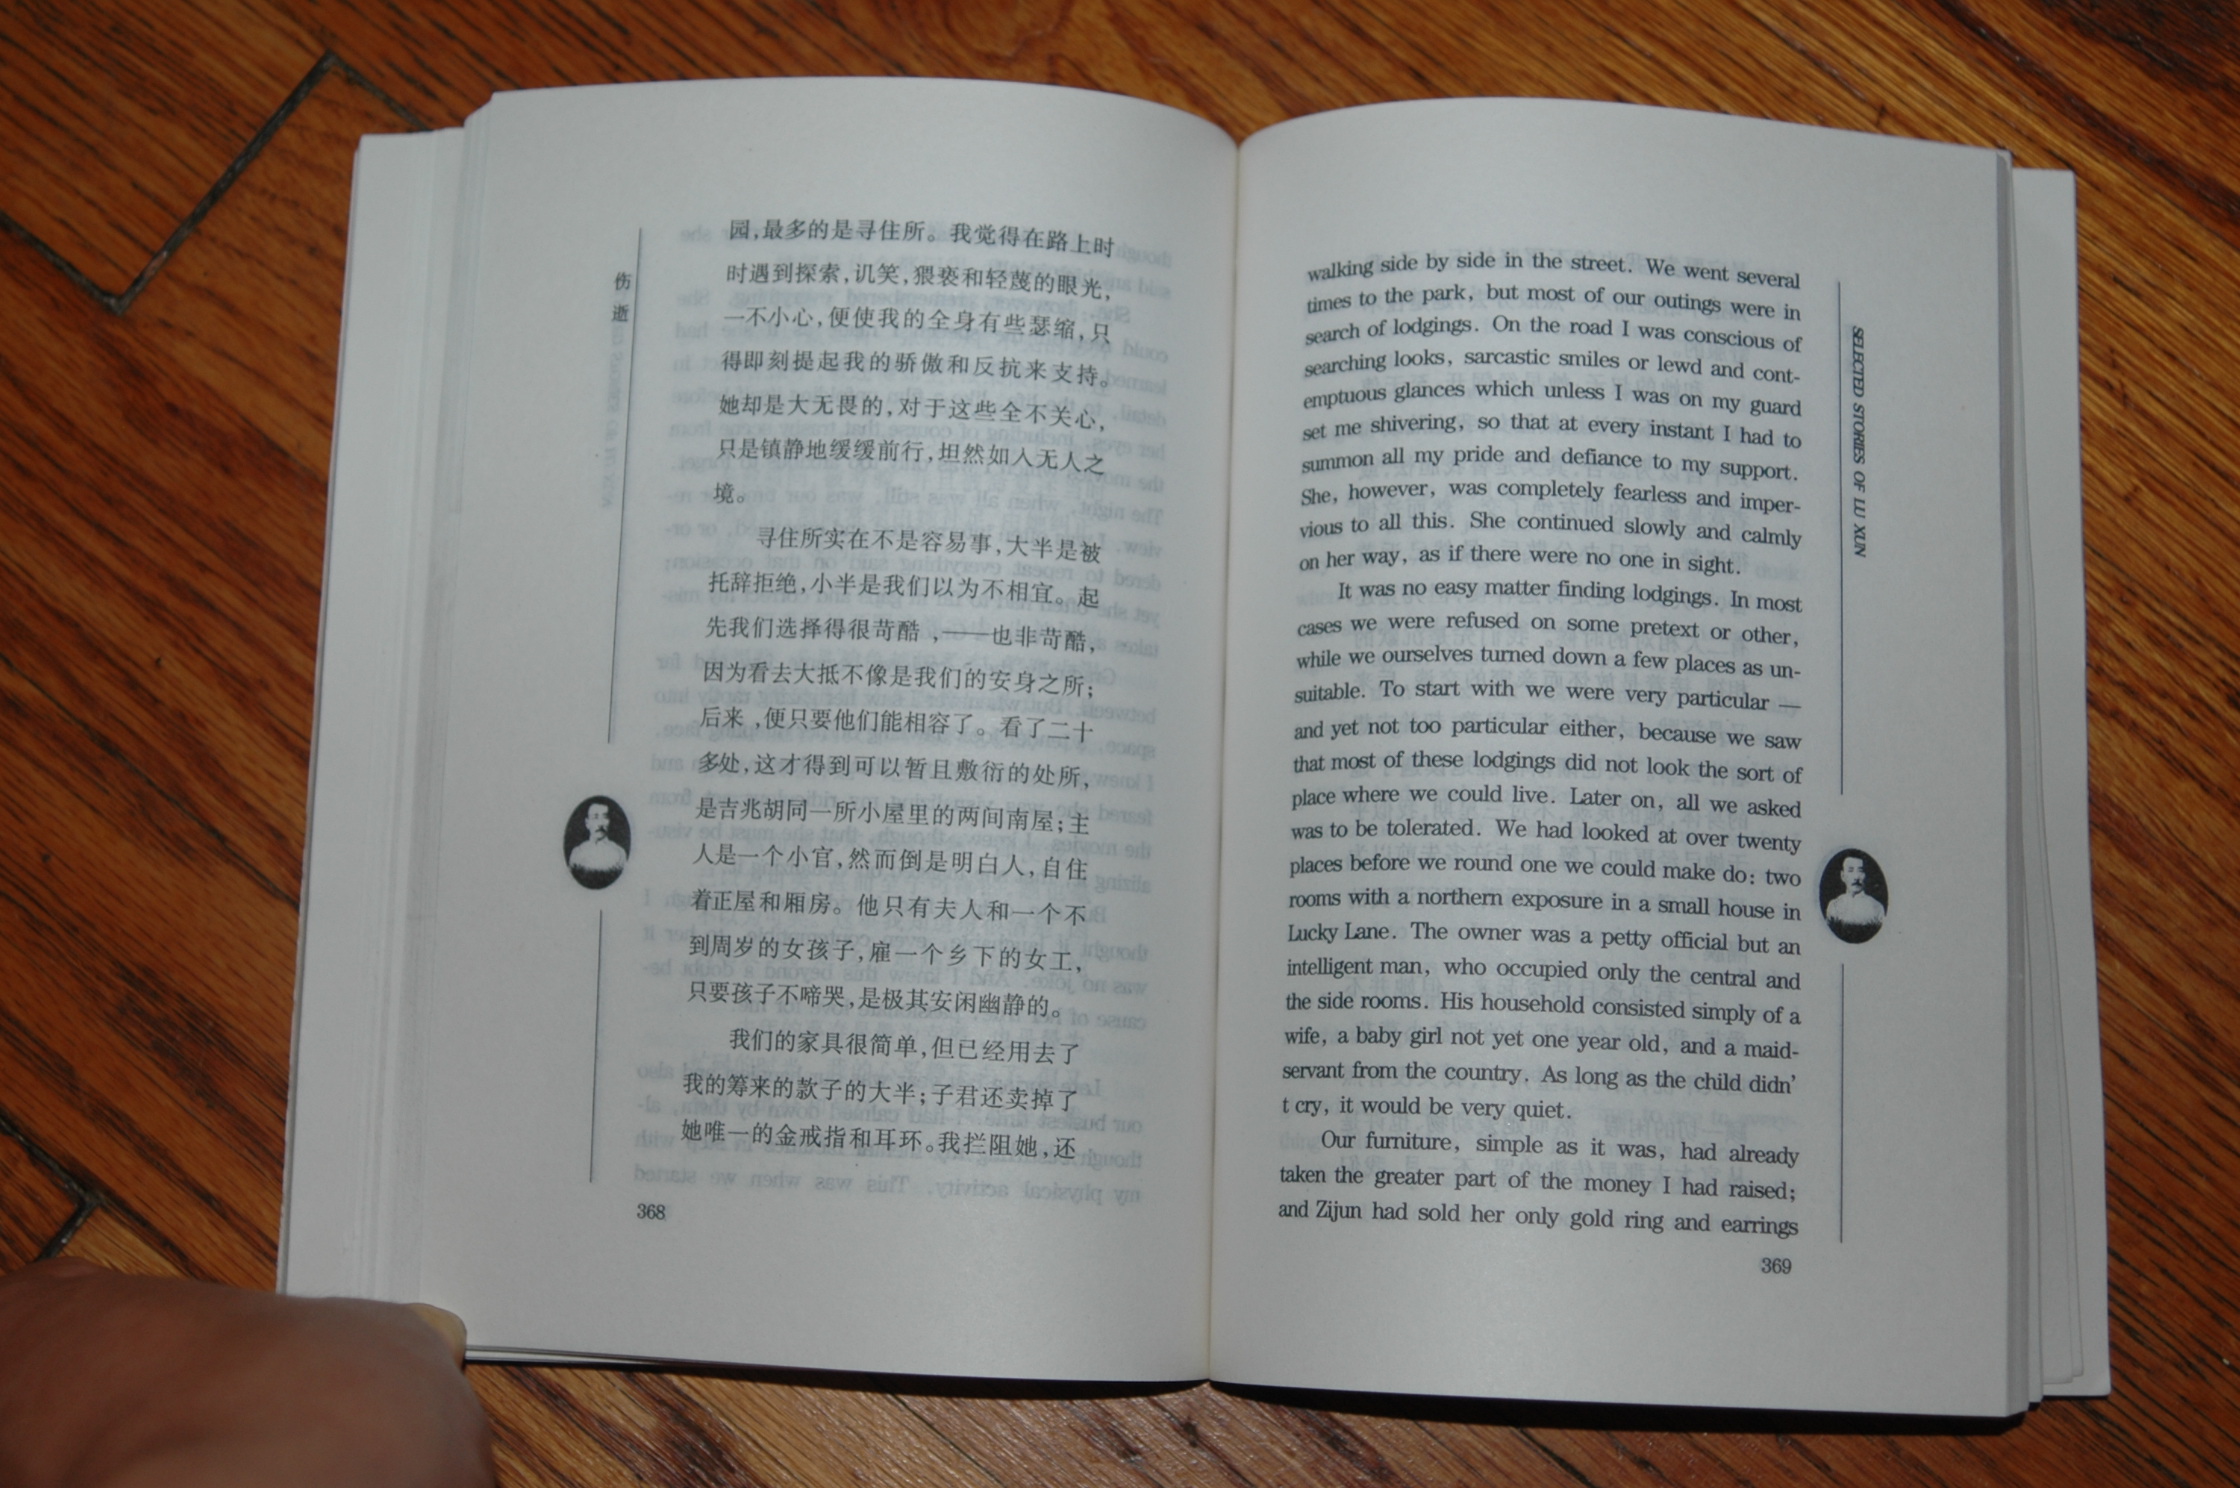 伤
逝
园,最多的是寻住所。我觉得在路上时
时遇到探索,讥笑,猥亵和轻蔑的眼光,
一不小心,便使我的全身有些瑟缩,只
得即刻提起我的骄傲和反抗来支持。
她却是大无畏的,对于这些全不关心,
只是镇静地缓缓前行,坦然如入无人之
境。
寻住所实在不是容易事,大半是被
托辞拒绝,小半是我们以为不相宜。起
先我们选择得很苛酷,——也非苛酷,
因为看去大抵不像是我们的安身之所;
后来,便只要他们能相容了。看了二十
多处,这才得到可以暂且敷衍的处所,
是吉兆胡同一所小屋里的两间南屋;主
人是一个小官,然而倒是明白人,自住
着正屋和厢房。他只有夫人和一个不
到周岁的女孩子,雇一个乡下的女工,
只要孩子不啼哭,是极其安闲幽静的。
我们的家具很简单,但已经用去了
我的筹来的款子的大半;子君还卖掉了
她唯一的金戒指和耳环。我拦阻她,还
368
walking side by side in the street. We went several
times to the park, but most of our outings were in
search of lodgings. On the road I was conscious of
searching looks, sarcastic smiles or lewd and cont-
emptuous glances which unless I was on my guard
set me shivering, so that at every instant I had to
summon all my pride and defiance to my support.
She, however, was completely fearless and imper-
vious to all this. She continued slowly and calmly
on her way, as if there were no one in sight.
It was no easy matter finding lodgings. In most
cases we were refused on some pretext or other,
while we ourselves turned down a few places as un-
suitable. To start with we were very particular —
and yet not too particular either, because we saw
that most of these lodgings did not look the sort of
place where we could live. Later on, all we asked
was to be tolerated. We had looked at over twenty
places before we round one we could make do: two
rooms with a northern exposure in a small house in
Lucky Lane. The owner was a petty official but an
intelligent man, who occupied only the central and
the side rooms. His household consisted simply of a
wife, a baby girl not yet one year old, and a maid-
servant from the country. As long as the child didn'
t cry, it would be very quiet.
Our furniture, simple as it was, had already
taken the greater part of the money I had raised;
and Zijun had sold her only gold ring and earrings
369
SELECTED STORIES OF LU XUN